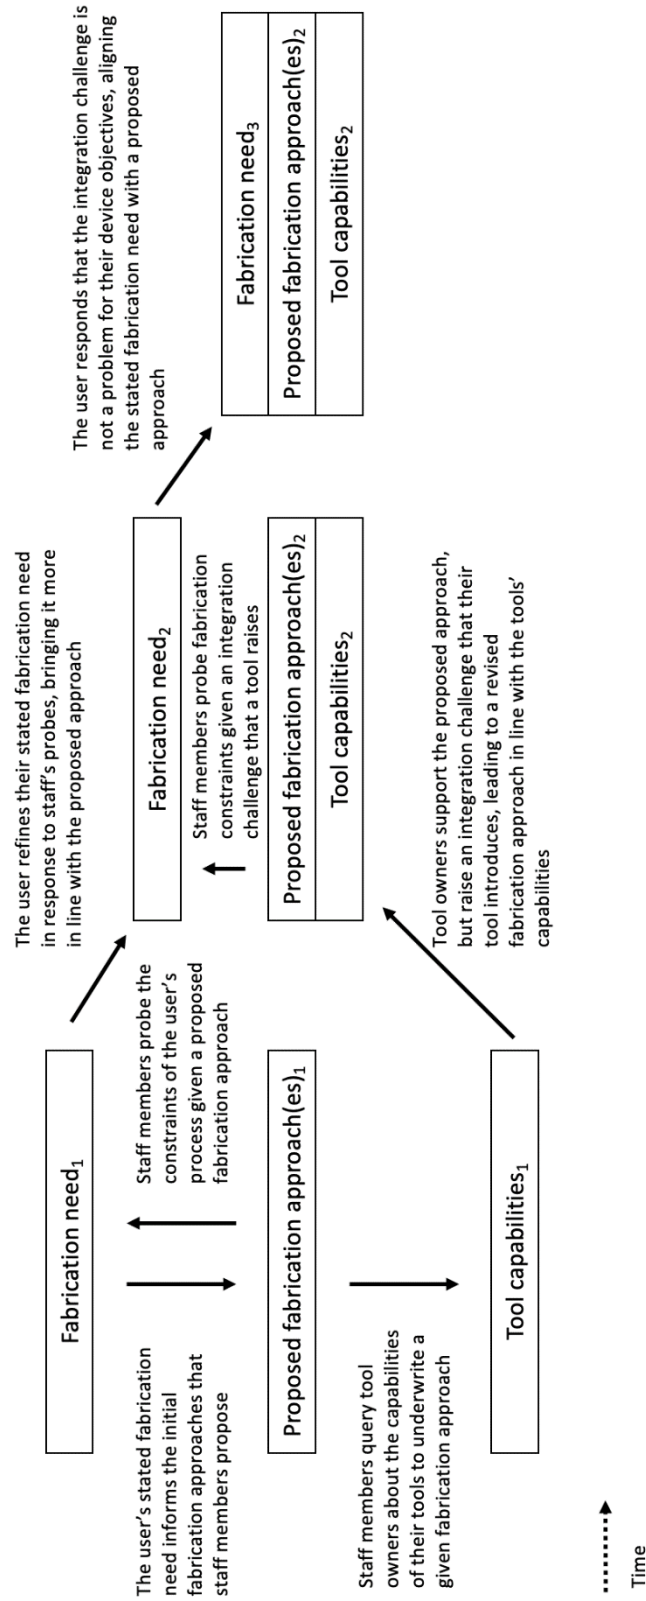 The user's stated fabrication
need informs the initial
fabrication approaches that
staff members propose
Staff members query tool
owners about the capabilities
of their tools to underwrite a
given fabrication approach
Fabrication need₁
Proposed fabrication approach(es)₁
Tool capabilities₁
Staff members probe the
constraints of the user's
process given a proposed
fabrication approach
The user refines their stated fabrication need
in response to staff's probes, bringing it more
in line with the proposed approach
Fabrication need₂
Staff members probe fabrication
constraints given an integration
challenge that a tool raises
Proposed fabrication approach(es)₂
Tool capabilities₂
Tool owners support the proposed approach,
but raise an integration challenge that their
tool introduces, leading to a revised
fabrication approach in line with the tools'
capabilities
The user responds that the integration challenge is
not a problem for their device objectives, aligning
the stated fabrication need with a proposed
approach
Fabrication need₃
Proposed fabrication approach(es)₂
Tool capabilities₂
Time